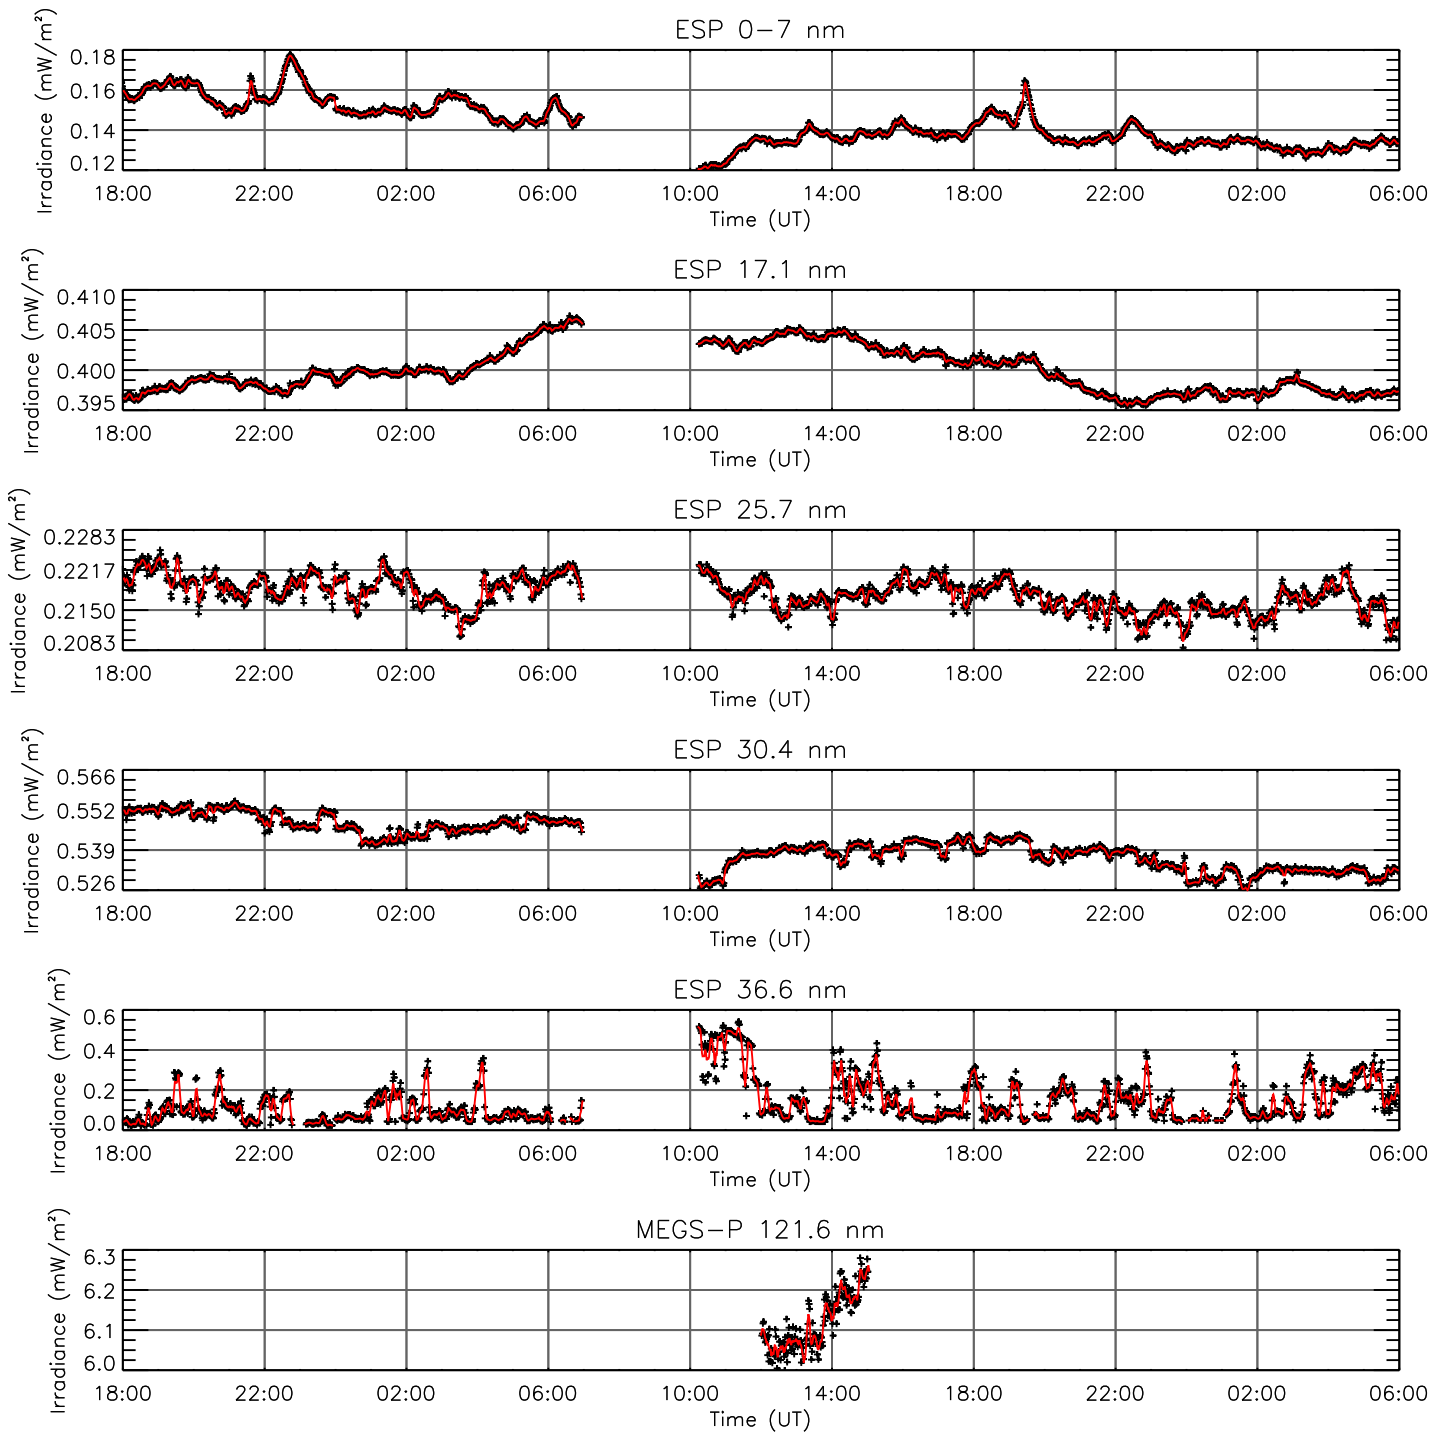 ESP 0-7 nm
Irradiance (mW/m²)
0.18
0.16
0.14
0.12
18:00 22:00 02:00 06:00 10:00 14:00 18:00 22:00 02:00 06:00
Time (UT)
ESP 17.1 nm
Irradiance (mW/m²)
0.410
0.405
0.400
0.395
18:00 22:00 02:00 06:00 10:00 14:00 18:00 22:00 02:00 06:00
Time (UT)
ESP 25.7 nm
Irradiance (mW/m²)
0.2283
0.2217
0.2150
0.2083
18:00 22:00 02:00 06:00 10:00 14:00 18:00 22:00 02:00 06:00
Time (UT)
ESP 30.4 nm
Irradiance (mW/m²)
0.566
0.552
0.539
0.526
18:00 22:00 02:00 06:00 10:00 14:00 18:00 22:00 02:00 06:00
Time (UT)
ESP 36.6 nm
Irradiance (mW/m²)
0.6
0.4
0.2
0.0
18:00 22:00 02:00 06:00 10:00 14:00 18:00 22:00 02:00 06:00
Time (UT)
MEGS-P 121.6 nm
Irradiance (mW/m²)
6.3
6.2
6.1
6.0
18:00 22:00 02:00 06:00 10:00 14:00 18:00 22:00 02:00 06:00
Time (UT)